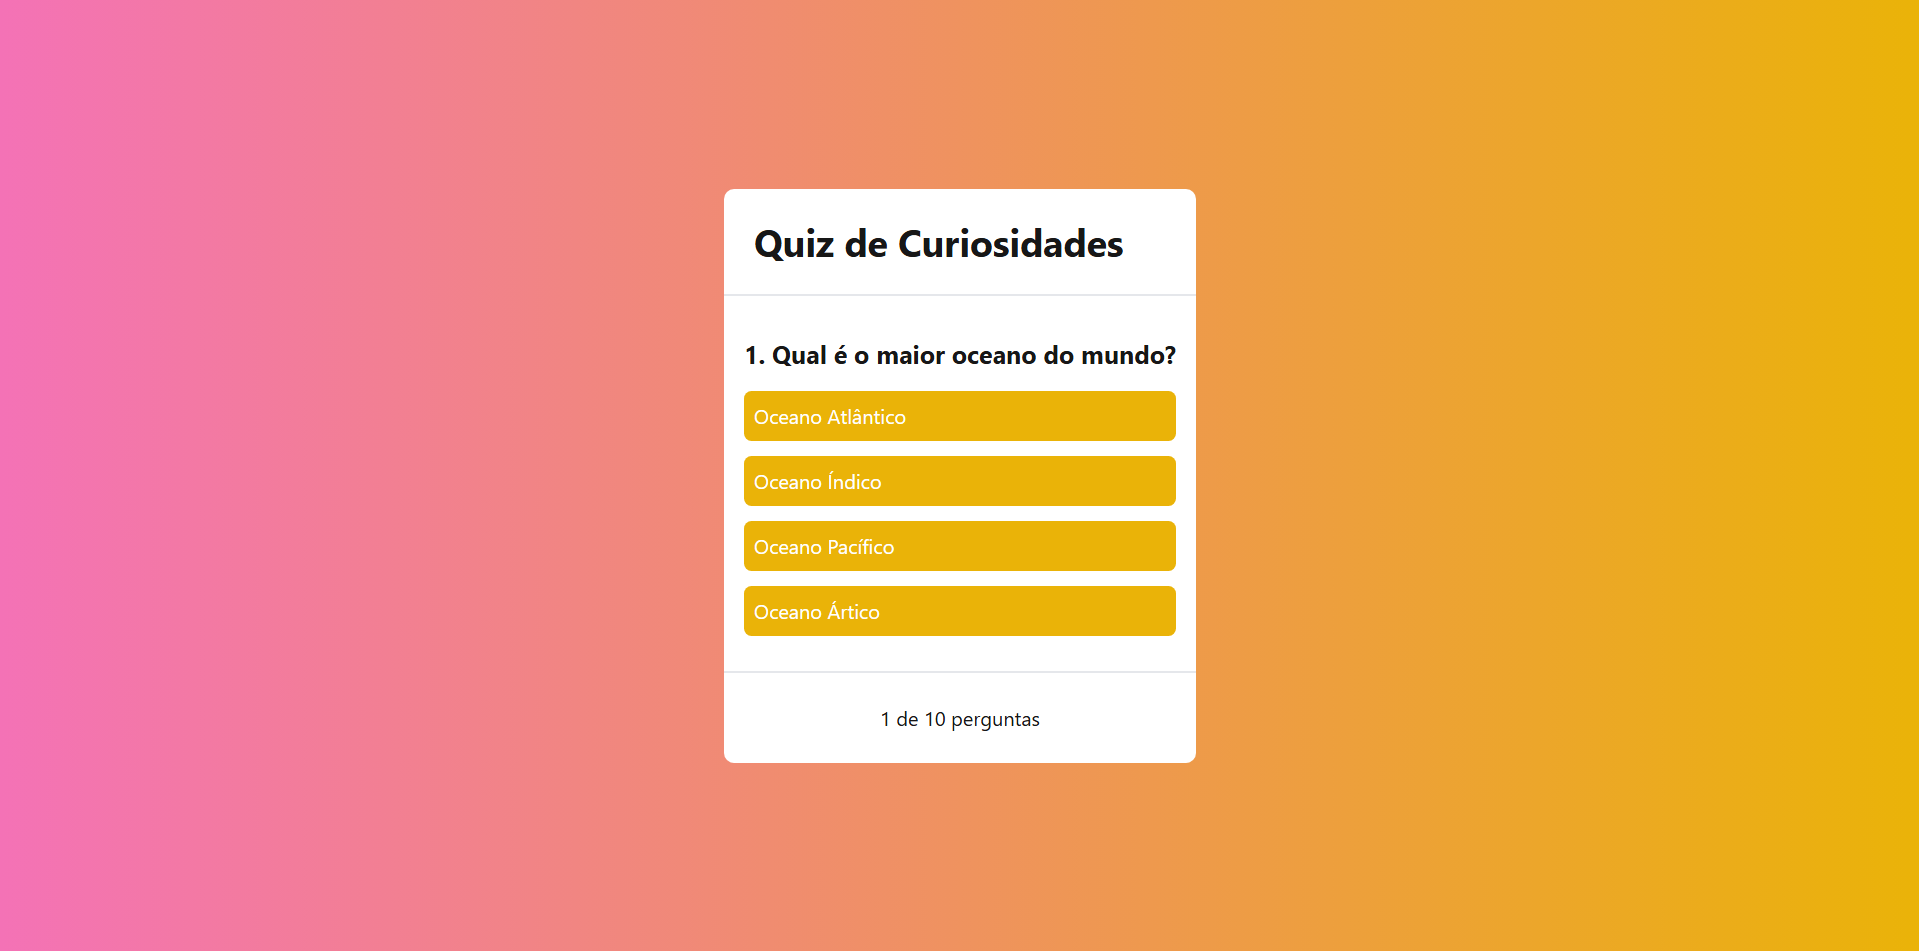 Quiz de Curiosidades
1. Qual é o maior oceano do mundo?
Oceano Atlântico
Oceano Índico
Oceano Pacífico
Oceano Ártico
1 de 10 perguntas